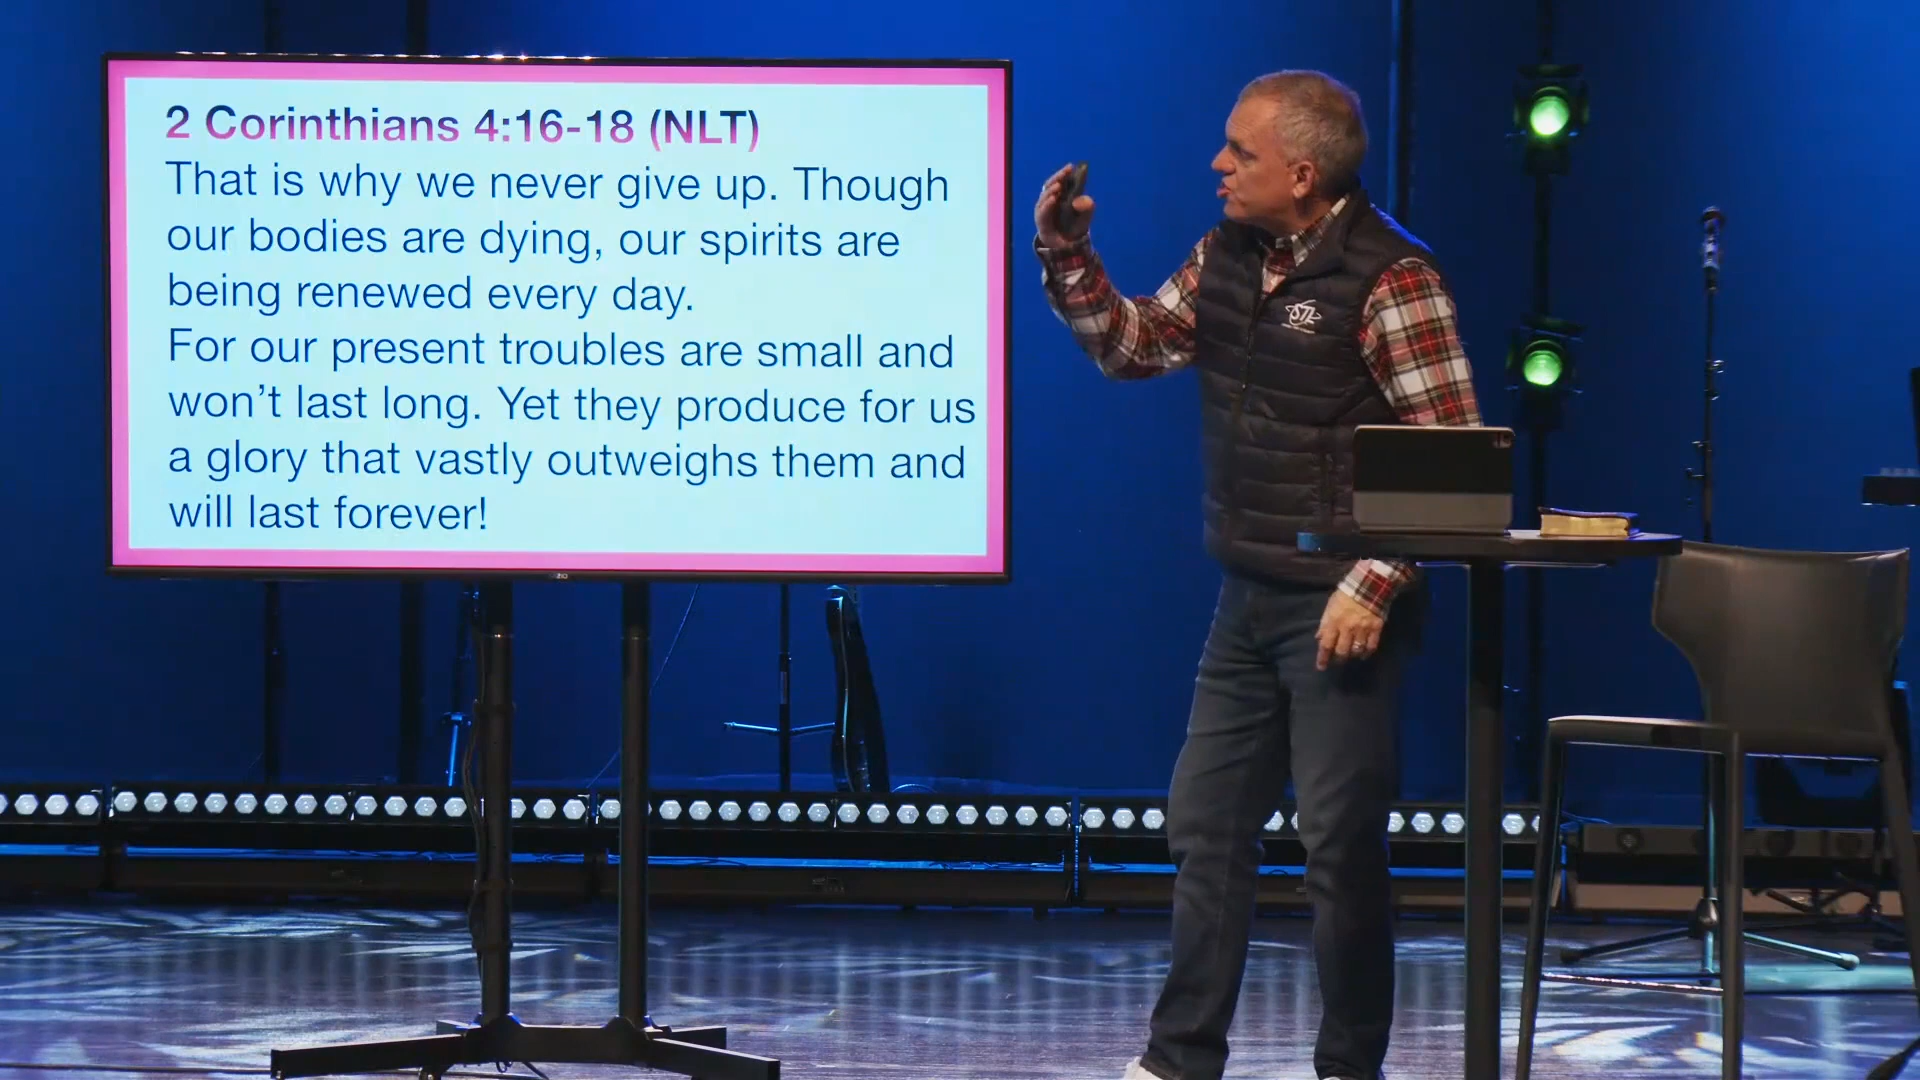 2 Corinthians 4:16-18 (NLT)
That is why we never give up. Though
our bodies are dying, our spirits are
being renewed every day.
For our present troubles are small and
won’t last long. Yet they produce for us
a glory that vastly outweighs them and
will last forever!
STL